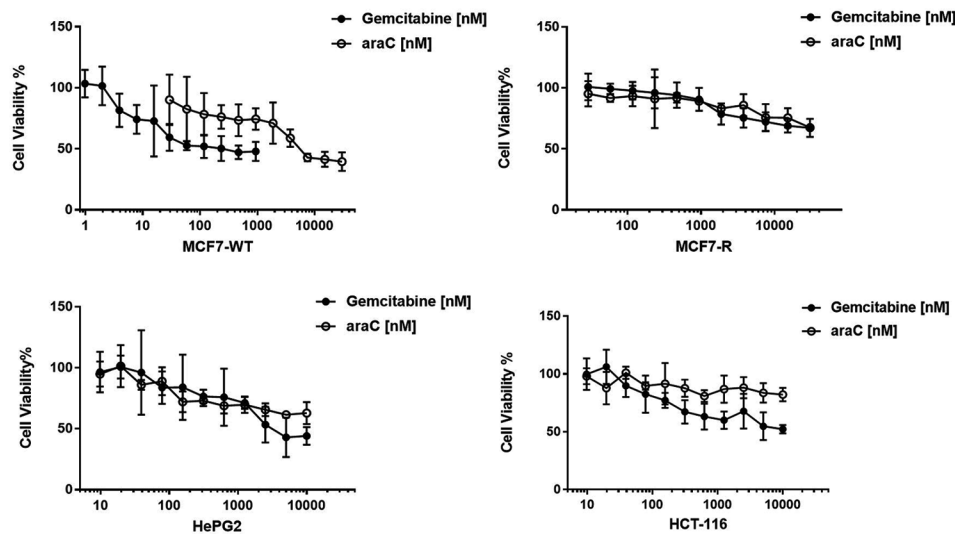 Gemcitabine [nM]
araC [nM]
Cell Viability %
150
100
50
0
1
10
100
1000
10000
MCF7-WT
Gemcitabine [nM]
araC [nM]
Cell Viability%
150
100
50
0
100
1000
10000
MCF7-R
Gemcitabine [nM]
araC [nM]
Cell Viability%
150
100
50
0
10
100
1000
10000
HePG2
Gemcitabine [nM]
araC [nM]
Cell Viability %
150
100
50
0
10
100
1000
10000
HCT-116